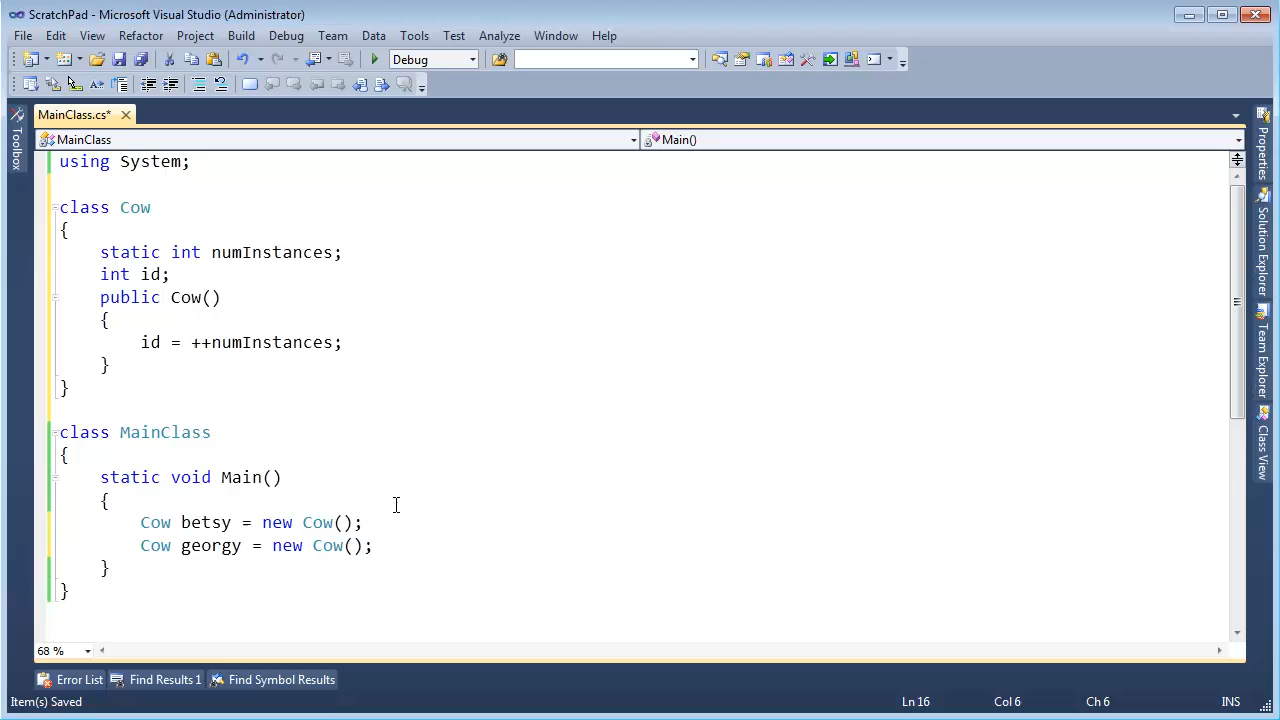 ScratchPad - Microsoft Visual Studio (Administrator)
File Edit View Refactor Project Build Debug Team Data Tools Test Analyze Window Help
Debug
MainClass.cs*
MainClass Main()
Toolbox
Properties
Solution Explorer
Team Explorer
Class View
using System;
class Cow
{
static int numInstances;
int id;
public Cow()
{
id = ++numInstances;
}
}
class MainClass
{
static void Main()
{
Cow betsy = new Cow();
Cow georgy = new Cow();
}
}
68 %
Error List Find Results 1 Find Symbol Results
Item(s) Saved Ln 16 Col 6 Ch 6 INS